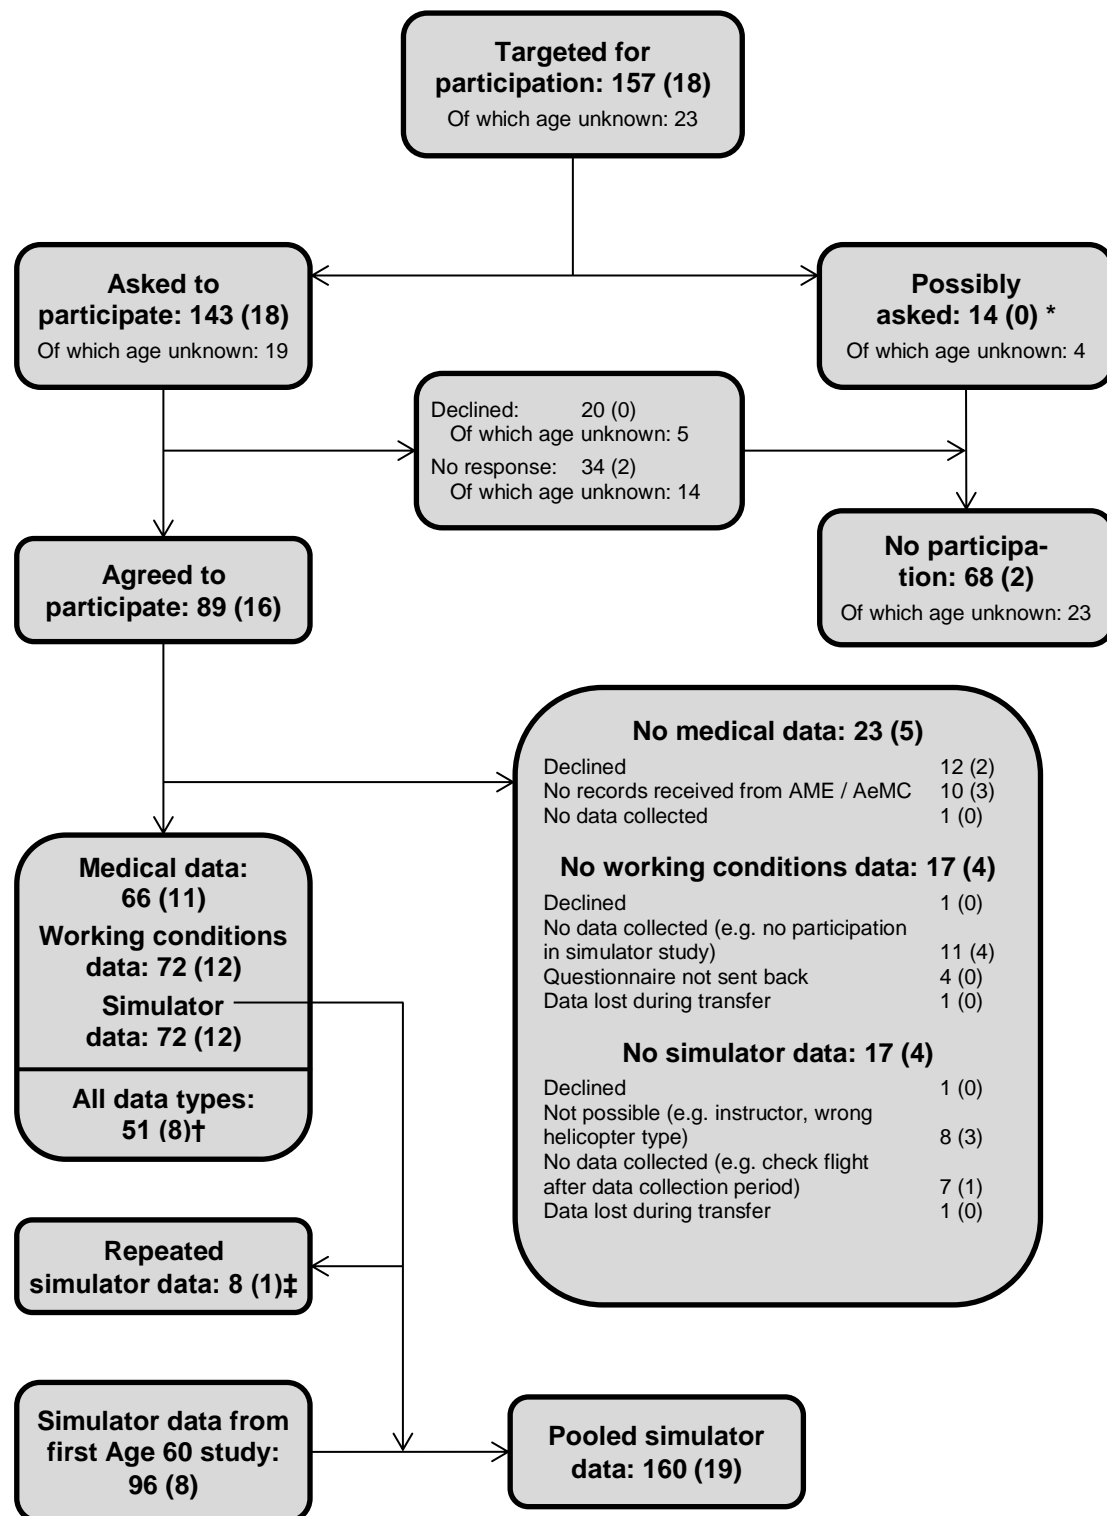 Targeted for
participation: 157 (18)
Of which age unknown: 23
Asked to
participate: 143 (18)
Of which age unknown: 19
Possibly
asked: 14 (0) *
Of which age unknown: 4
Declined: 20 (0)
Of which age unknown: 5
No response: 34 (2)
Of which age unknown: 14
Agreed to
participate: 89 (16)
No participa-
tion: 68 (2)
Of which age unknown: 23
No medical data: 23 (5)
Declined 12 (2)
No records received from AME / AeMC 10 (3)
No data collected 1 (0)
No working conditions data: 17 (4)
Declined 1 (0)
No data collected (e.g. no participation
in simulator study) 11 (4)
Questionnaire not sent back 4 (0)
Data lost during transfer 1 (0)
No simulator data: 17 (4)
Declined 1 (0)
Not possible (e.g. instructor, wrong
helicopter type) 8 (3)
No data collected (e.g. check flight
after data collection period) 7 (1)
Data lost during transfer 1 (0)
Medical data:
66 (11)
Working conditions
data: 72 (12)
Simulator
data: 72 (12)
All data types:
51 (8)†
Repeated
simulator data: 8 (1)‡
Simulator data from
first Age 60 study:
96 (8)
Pooled simulator
data: 160 (19)